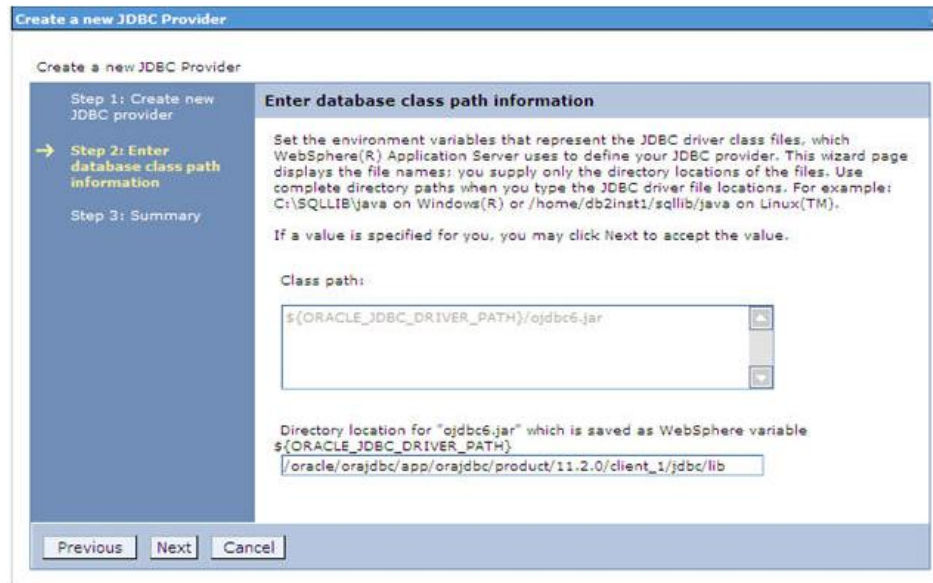 Create a new JDBC Provider
Create a new JDBC Provider
Step 1: Create new
JDBC provider
Step 2: Enter
database class path
information
Step 3: Summary
Enter database class path information
Set the environment variables that represent the JDBC driver class files, which
WebSphere(R) Application Server uses to define your JDBC provider. This wizard page
displays the file names; you supply only the directory locations of the files. Use
complete directory paths when you type the JDBC driver file locations. For example:
C:\SQLLIB\java on Windows(R) or /home/db2inst1/sqllib/java on Linux(TM).
If a value is specified for you, you may click Next to accept the value.
Class path:
${ORACLE_JDBC_DRIVER_PATH}/ojdbc6.jar
Directory location for "ojdbc6.jar" which is saved as WebSphere variable
${ORACLE_JDBC_DRIVER_PATH}
/oracle/orajdbc/app/orajdbc/product/11.2.0/client_1/jdbc/lib
Previous Next Cancel